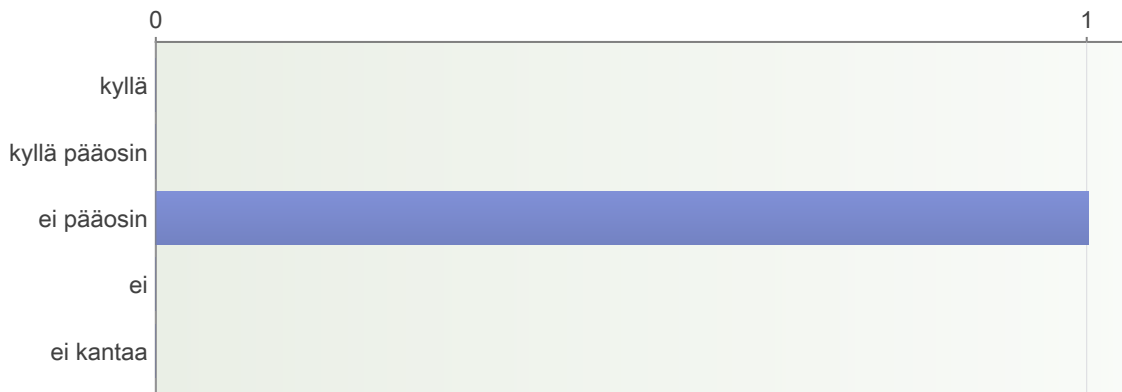 0 1
kyllä
kyllä pääosin
ei pääosin
ei
ei kantaa